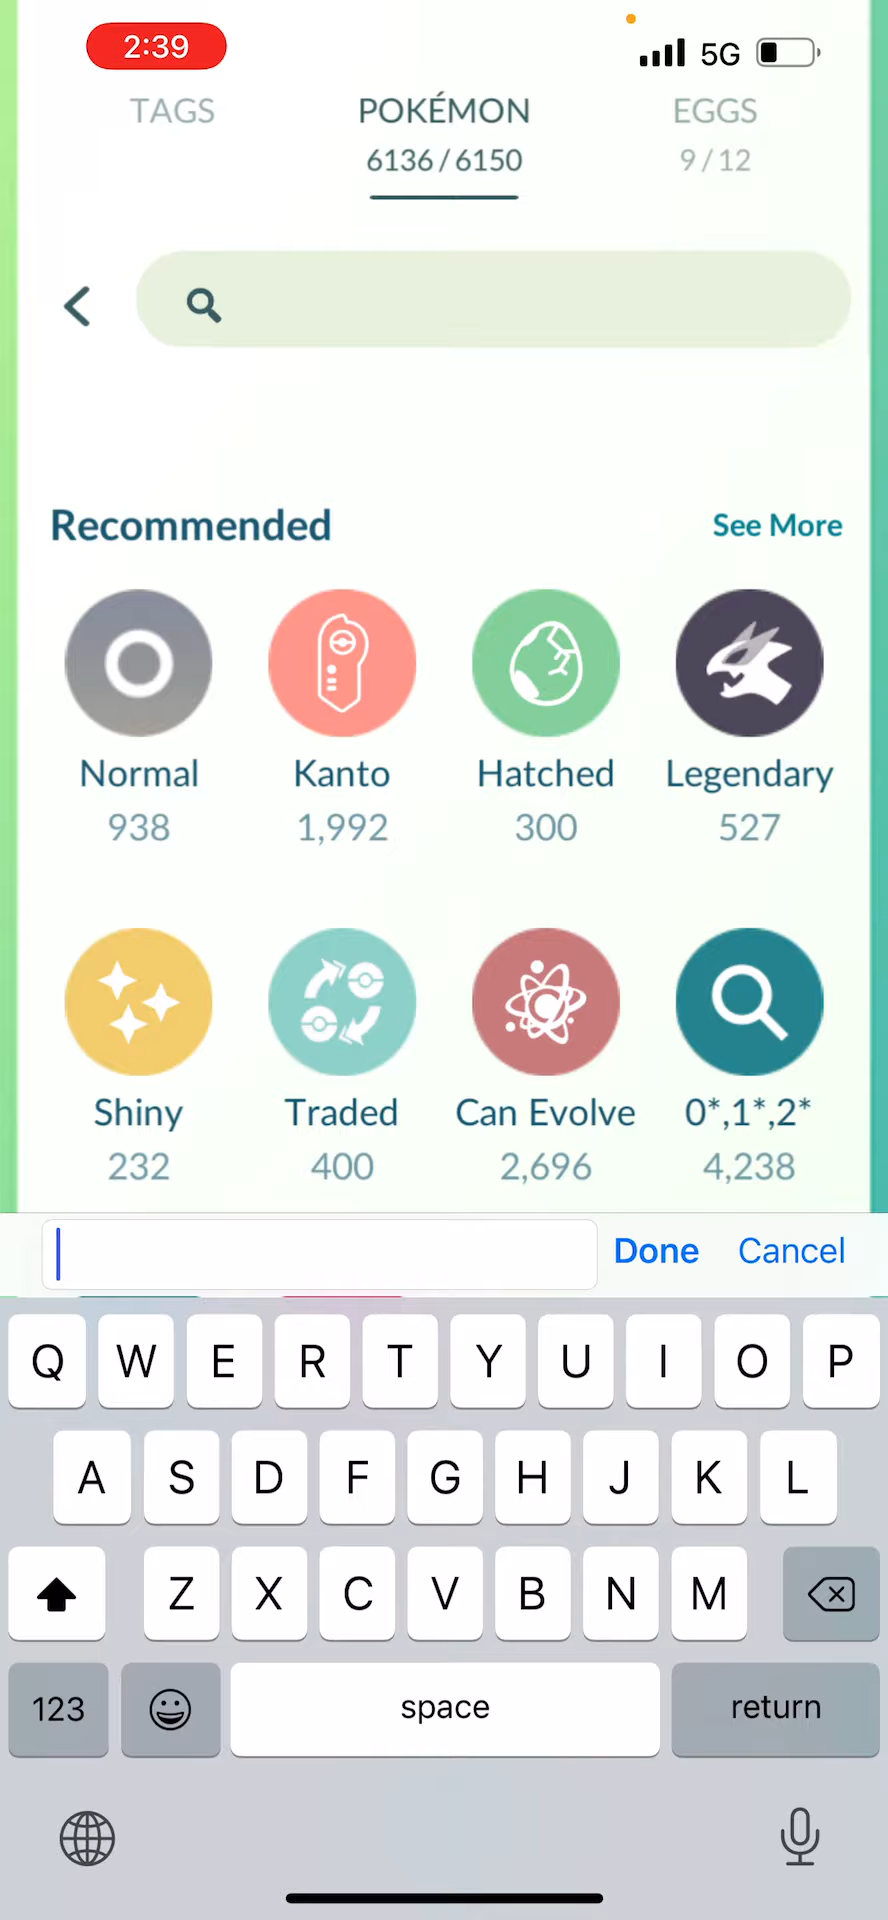 2:39
5G
TAGS
POKÉMON
EGGS
6136 / 6150
9 / 12
Recommended
See More
Normal
Kanto
Hatched
Legendary
938
1,992
300
527
Shiny
Traded
Can Evolve
0*,1*,2*
232
400
2,696
4,238
Done
Cancel
Q W E R T Y U I O P
A S D F G H J K L
Z X C V B N M
123
space
return